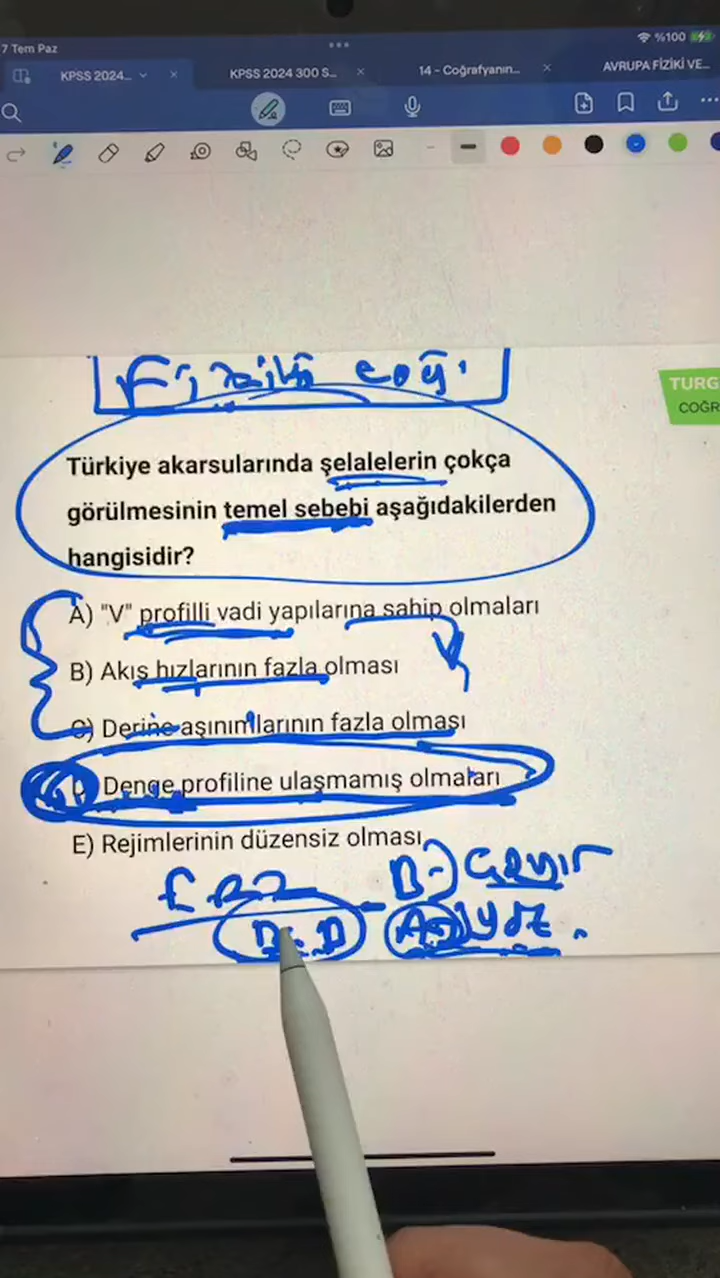 7 Tem Paz
%100
KPSS 2024...
KPSS 2024 300 S...
14 - Coğrafyanın...
AVRUPA FİZİKİ VE...
Fiziki coğ.
TURG
COĞR
Türkiye akarsularında şelalelerin çokça
görülmesinin temel sebebi aşağıdakilerden
hangisidir?
A) "V" profilli vadi yapılarına sahip olmaları
B) Akış hızlarının fazla olması
C) Derine aşınımlarının fazla olması
D) Denge profiline ulaşmamış olmaları
E) Rejimlerinin düzensiz olması